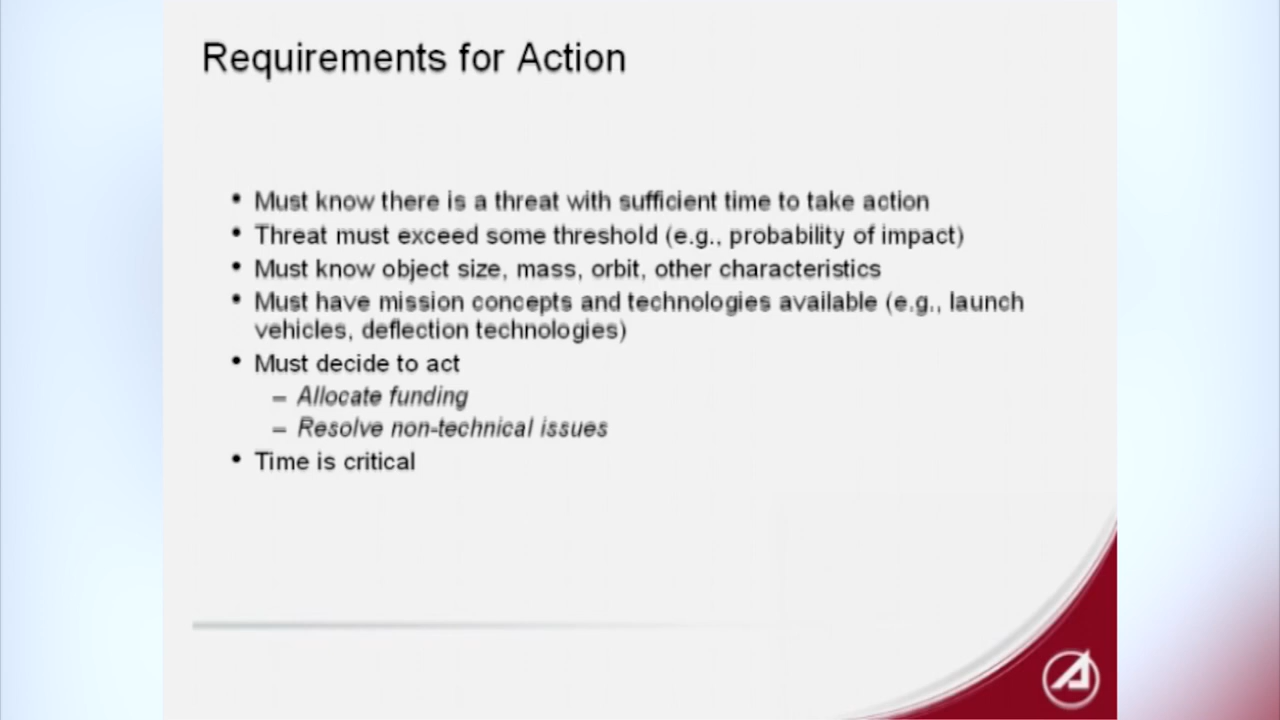 Requirements for Action
• Must know there is a threat with sufficient time to take action
• Threat must exceed some threshold (e.g., probability of impact)
• Must know object size, mass, orbit, other characteristics
• Must have mission concepts and technologies available (e.g., launch
vehicles, deflection technologies)
• Must decide to act
– Allocate funding
– Resolve non-technical issues
• Time is critical